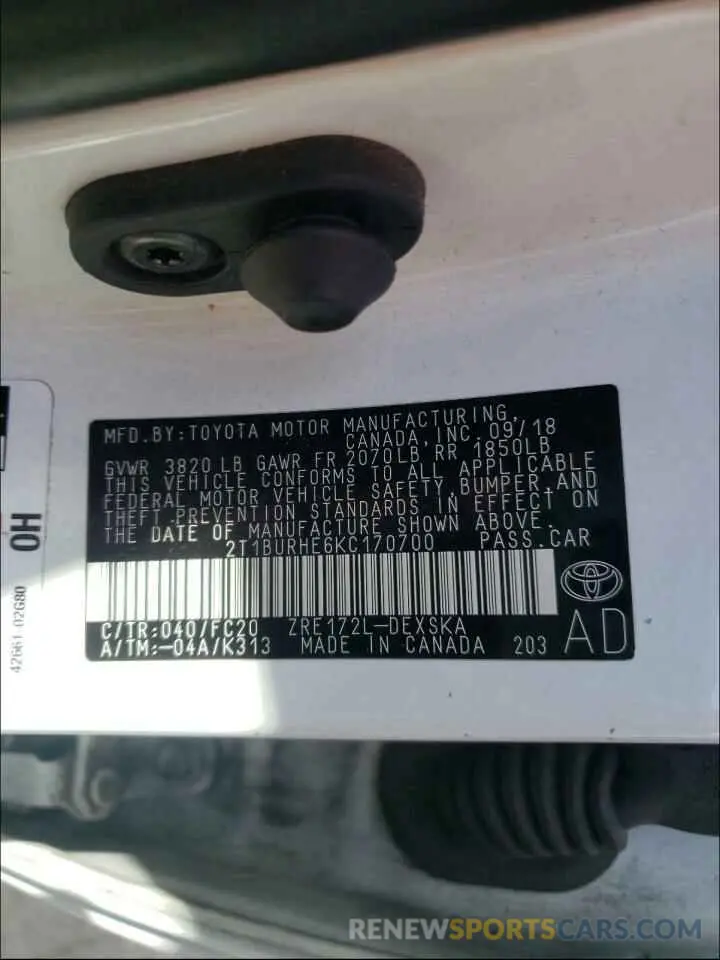 MFD.BY:TOYOTA MOTOR MANUFACTURING,
CANADA, INC. 09/18
GVWR 3820 LB GAWR FR 2070LB RR 1850LB
THIS VEHICLE CONFORMS TO ALL APPLICABLE
FEDERAL MOTOR VEHICLE SAFETY, BUMPER, AND
THEFT PREVENTION STANDARDS IN EFFECT ON
THE DATE OF MANUFACTURE SHOWN ABOVE.
2T1BURHE6KC170700 PASS.CAR
C/TR:040/FC20 ZRE172L-DEXSKA
A/TM:-04A/K313 MADE IN CANADA 203
AD
0H
42661-02G80
RENEWSPORTSCARS.COM